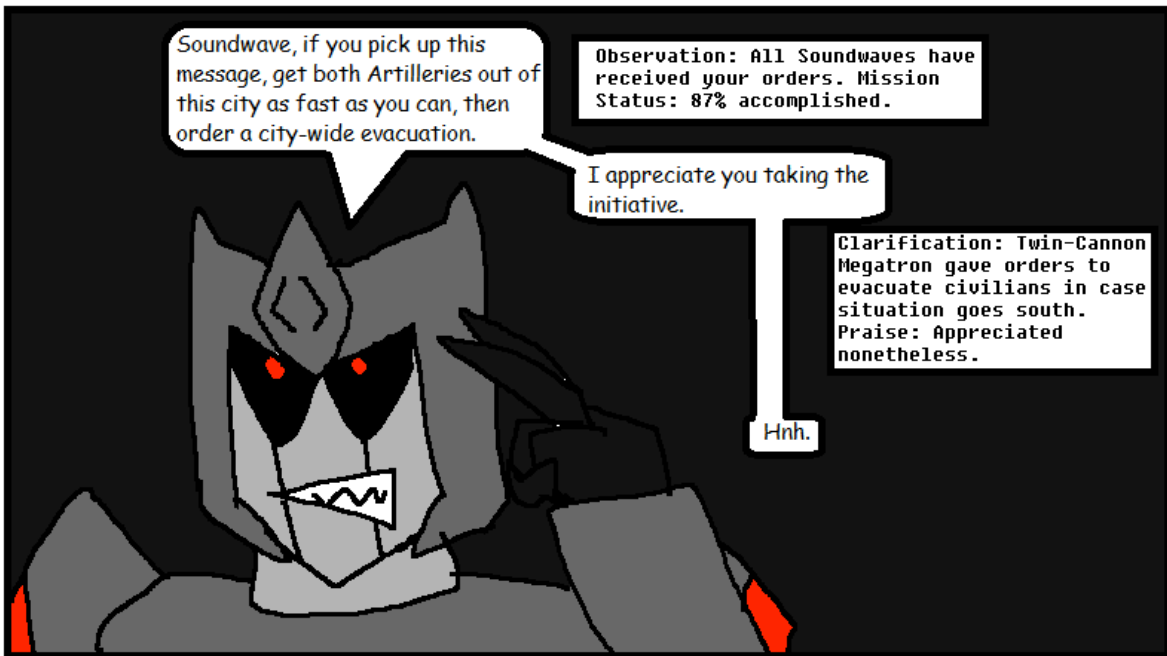 Soundwave, if you pick up this
message, get both Artilleries out of
this city as fast as you can, then
order a city-wide evacuation.
Observation: All Soundwaves have
received your orders. Mission
Status: 87% accomplished.
I appreciate you taking the
initiative.
Clarification: Twin-Cannon
Megatron gave orders to
evacuate civilians in case
situation goes south.
Praise: Appreciated
nonetheless.
Hnh.